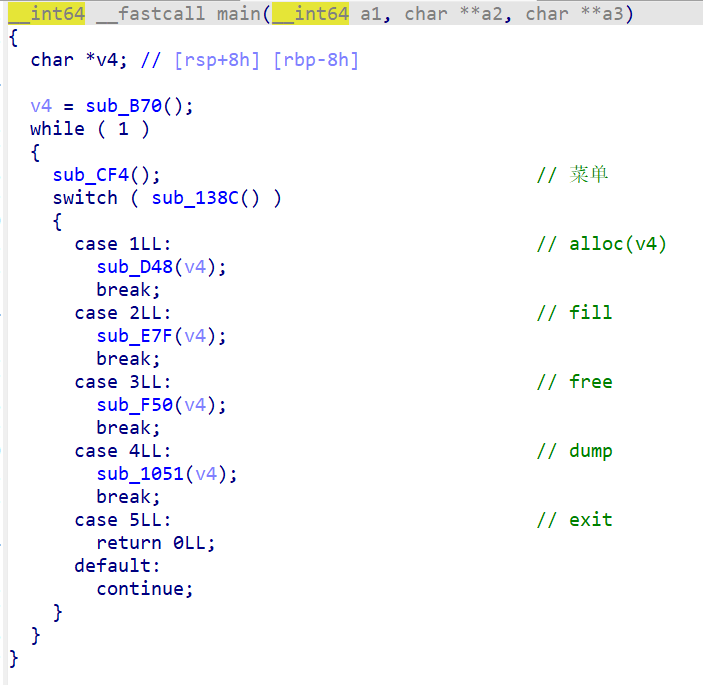 __int64 __fastcall main(__int64 a1, char **a2, char **a3)
{
  char *v4; // [rsp+8h] [rbp-8h]

  v4 = sub_B70();
  while ( 1 )
  {
    sub_CF4();                                  // 菜单
    switch ( sub_138C() )
    {
      case 1LL:                                 // alloc(v4)
        sub_D48(v4);
        break;
      case 2LL:                                 // fill
        sub_E7F(v4);
        break;
      case 3LL:                                 // free
        sub_F50(v4);
        break;
      case 4LL:                                 // dump
        sub_1051(v4);
        break;
      case 5LL:                                 // exit
        return 0LL;
      default:
        continue;
    }
  }
}